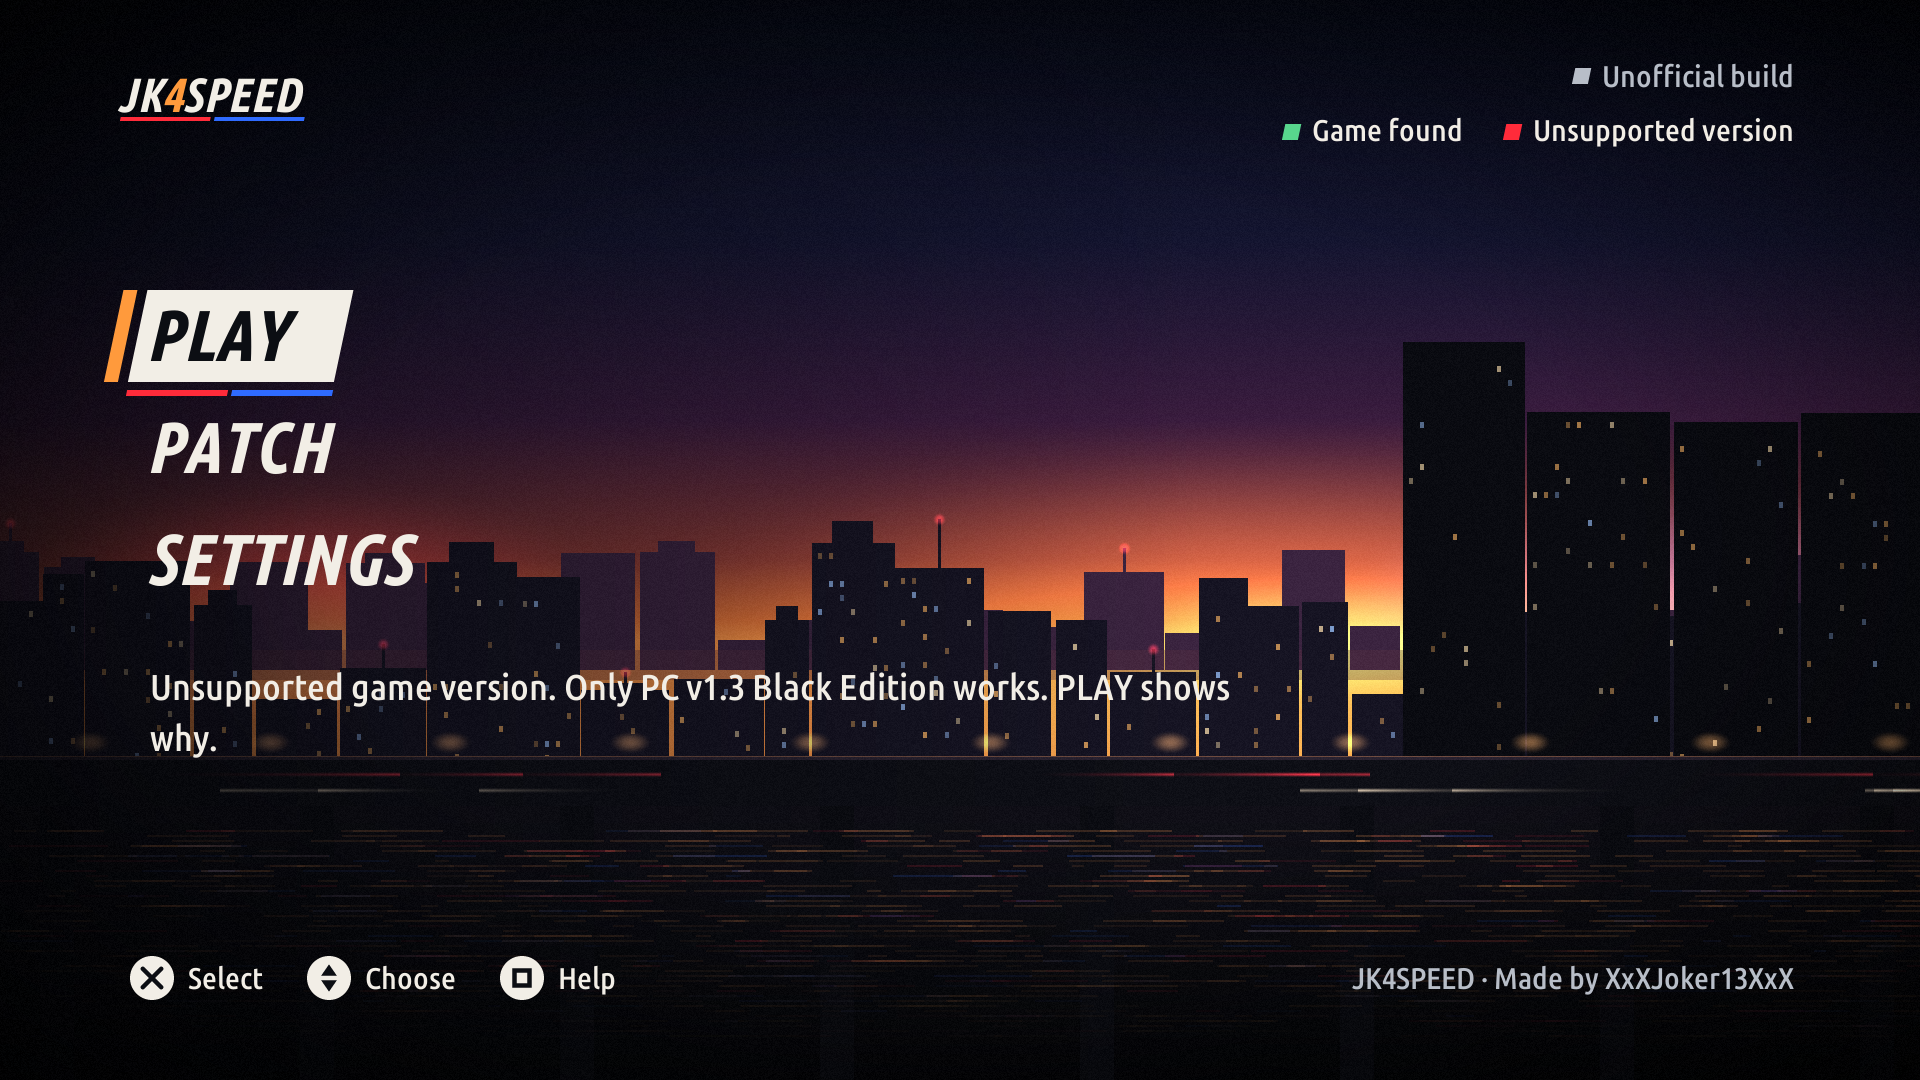 JK4SPEED
Unofficial build
Game found
Unsupported version
PLAY
PATCH
SETTINGS
Unsupported game version. Only PC v1.3 Black Edition works. PLAY shows
why.
Select
Choose
Help
JK4SPEED · Made by XxXJoker13XxX